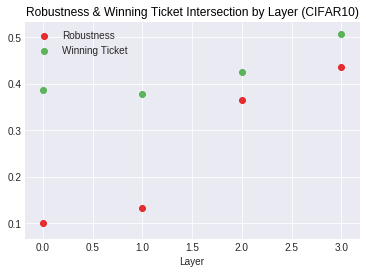 Robustness & Winning Ticket Intersection by Layer (CIFAR10)
Robustness
Winning Ticket
0.5
0.4
0.3
0.2
0.1
0.0 0.5 1.0 1.5 2.0 2.5 3.0
Layer